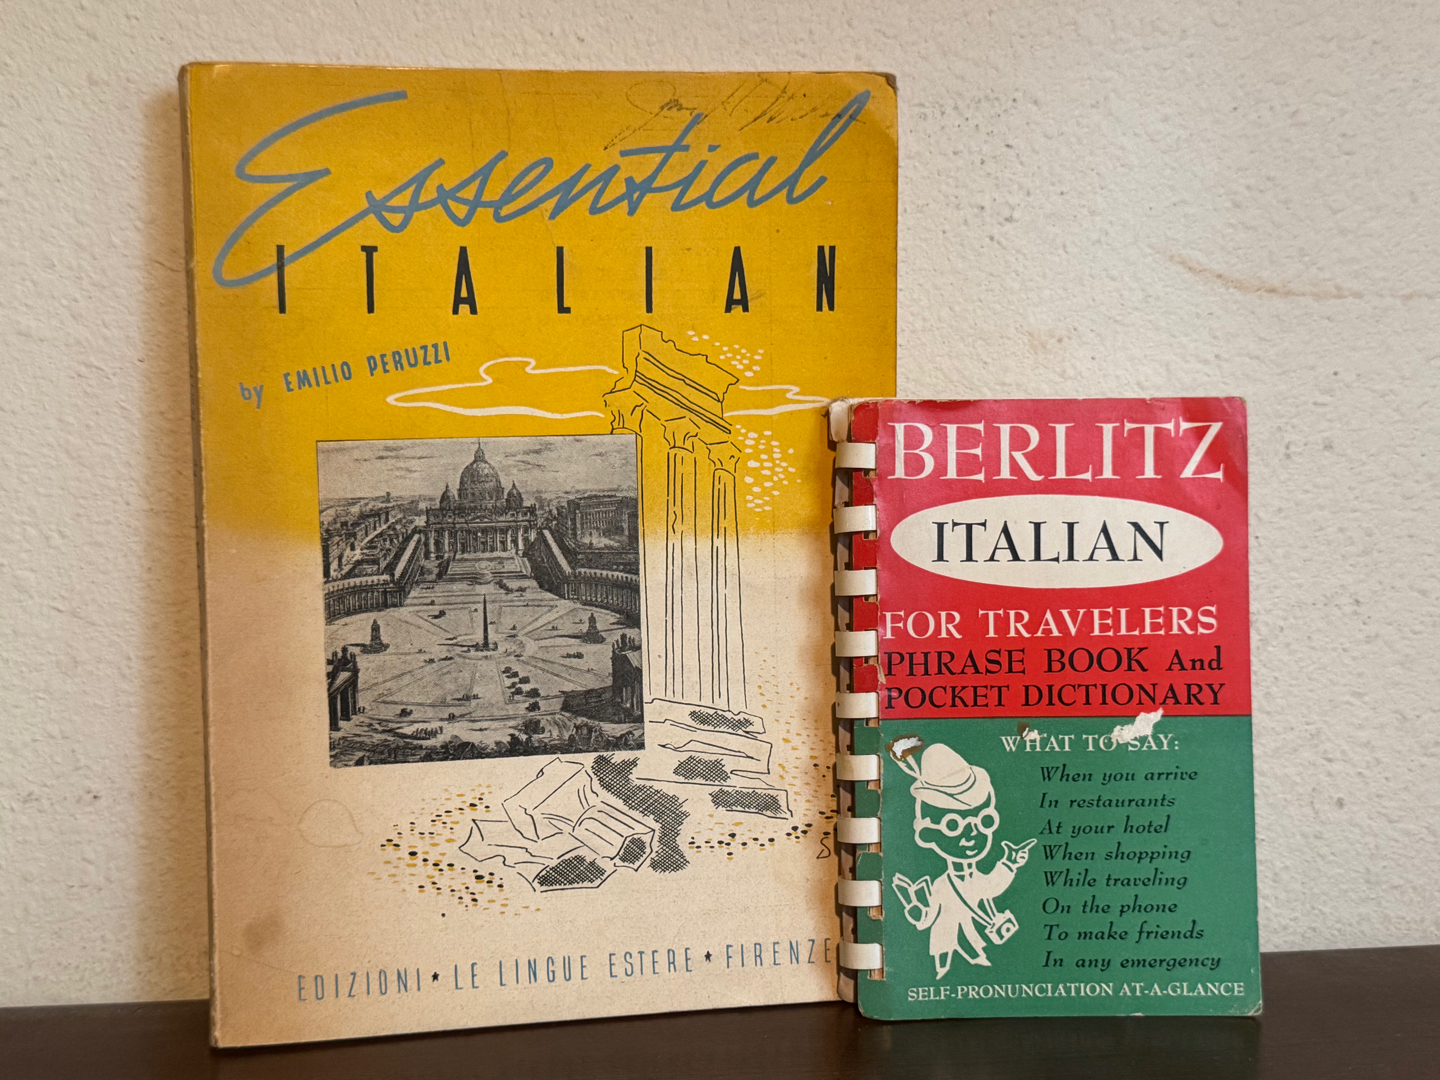 Essential
ITALIAN
by EMILIO PERUZZI
EDIZIONI ★ LE LINGUE ESTERE ★ FIRENZE
BERLITZ
ITALIAN
FOR TRAVELERS
PHRASE BOOK And
POCKET DICTIONARY
WHAT TO SAY:
When you arrive
In restaurants
At your hotel
When shopping
While traveling
On the phone
To make friends
In any emergency
SELF-PRONUNCIATION AT-A-GLANCE